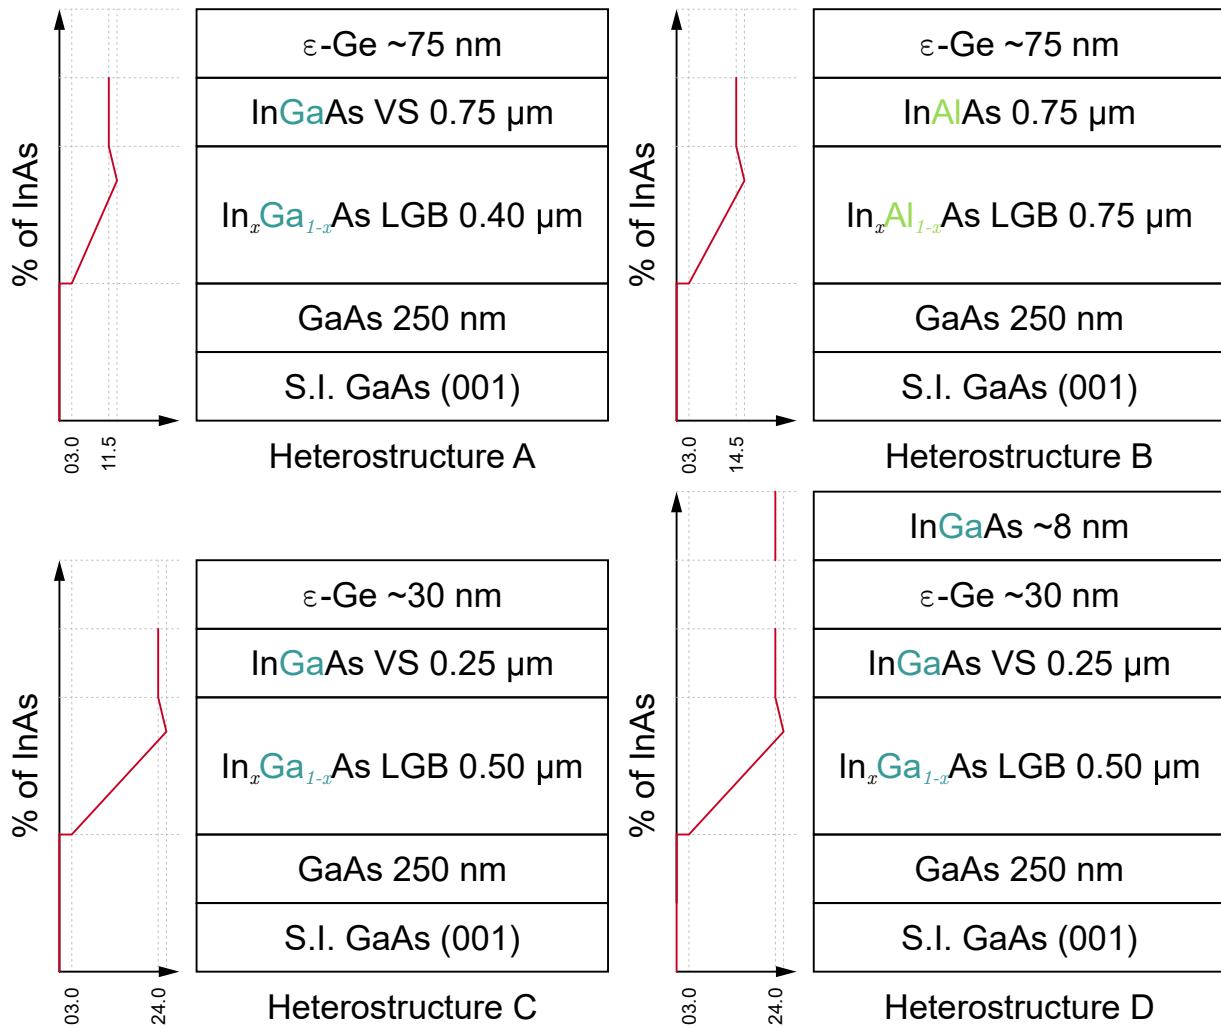 % of InAs
ε-Ge ~75 nm
InGaAs VS 0.75 µm
InₓGa₁₋ₓAs LGB 0.40 µm
GaAs 250 nm
S.I. GaAs (001)
03.0
11.5
Heterostructure A
% of InAs
ε-Ge ~75 nm
InAlAs 0.75 µm
InₓAl₁₋ₓAs LGB 0.75 µm
GaAs 250 nm
S.I. GaAs (001)
03.0
14.5
Heterostructure B
% of InAs
ε-Ge ~30 nm
InGaAs VS 0.25 µm
InₓGa₁₋ₓAs LGB 0.50 µm
GaAs 250 nm
S.I. GaAs (001)
03.0
24.0
Heterostructure C
% of InAs
InGaAs ~8 nm
ε-Ge ~30 nm
InGaAs VS 0.25 µm
InₓGa₁₋ₓAs LGB 0.50 µm
GaAs 250 nm
S.I. GaAs (001)
03.0
24.0
Heterostructure D